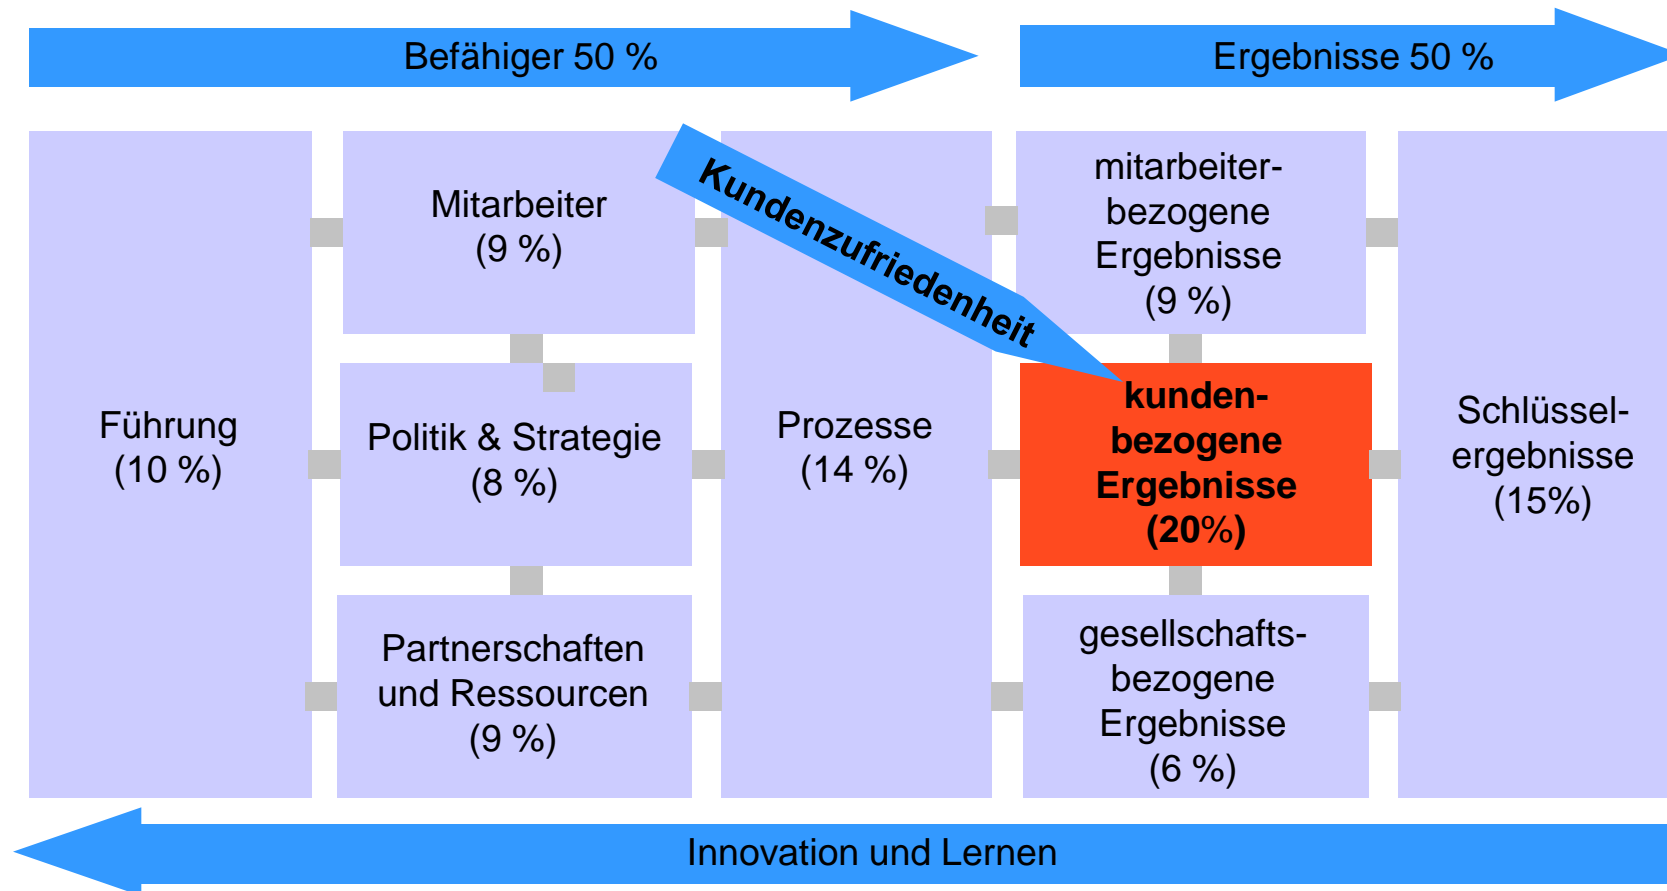 Befähiger 50 %
Ergebnisse 50 %
Führung
(10 %)
Mitarbeiter
(9 %)
Politik & Strategie
(8 %)
Partnerschaften
und Ressourcen
(9 %)
Prozesse
(14 %)
Kundenzufriedenheit
mitarbeiter-
bezogene
Ergebnisse
(9 %)
kunden-
bezogene
Ergebnisse
(20%)
gesellschafts-
bezogene
Ergebnisse
(6 %)
Schlüssel-
ergebnisse
(15%)
Innovation und Lernen